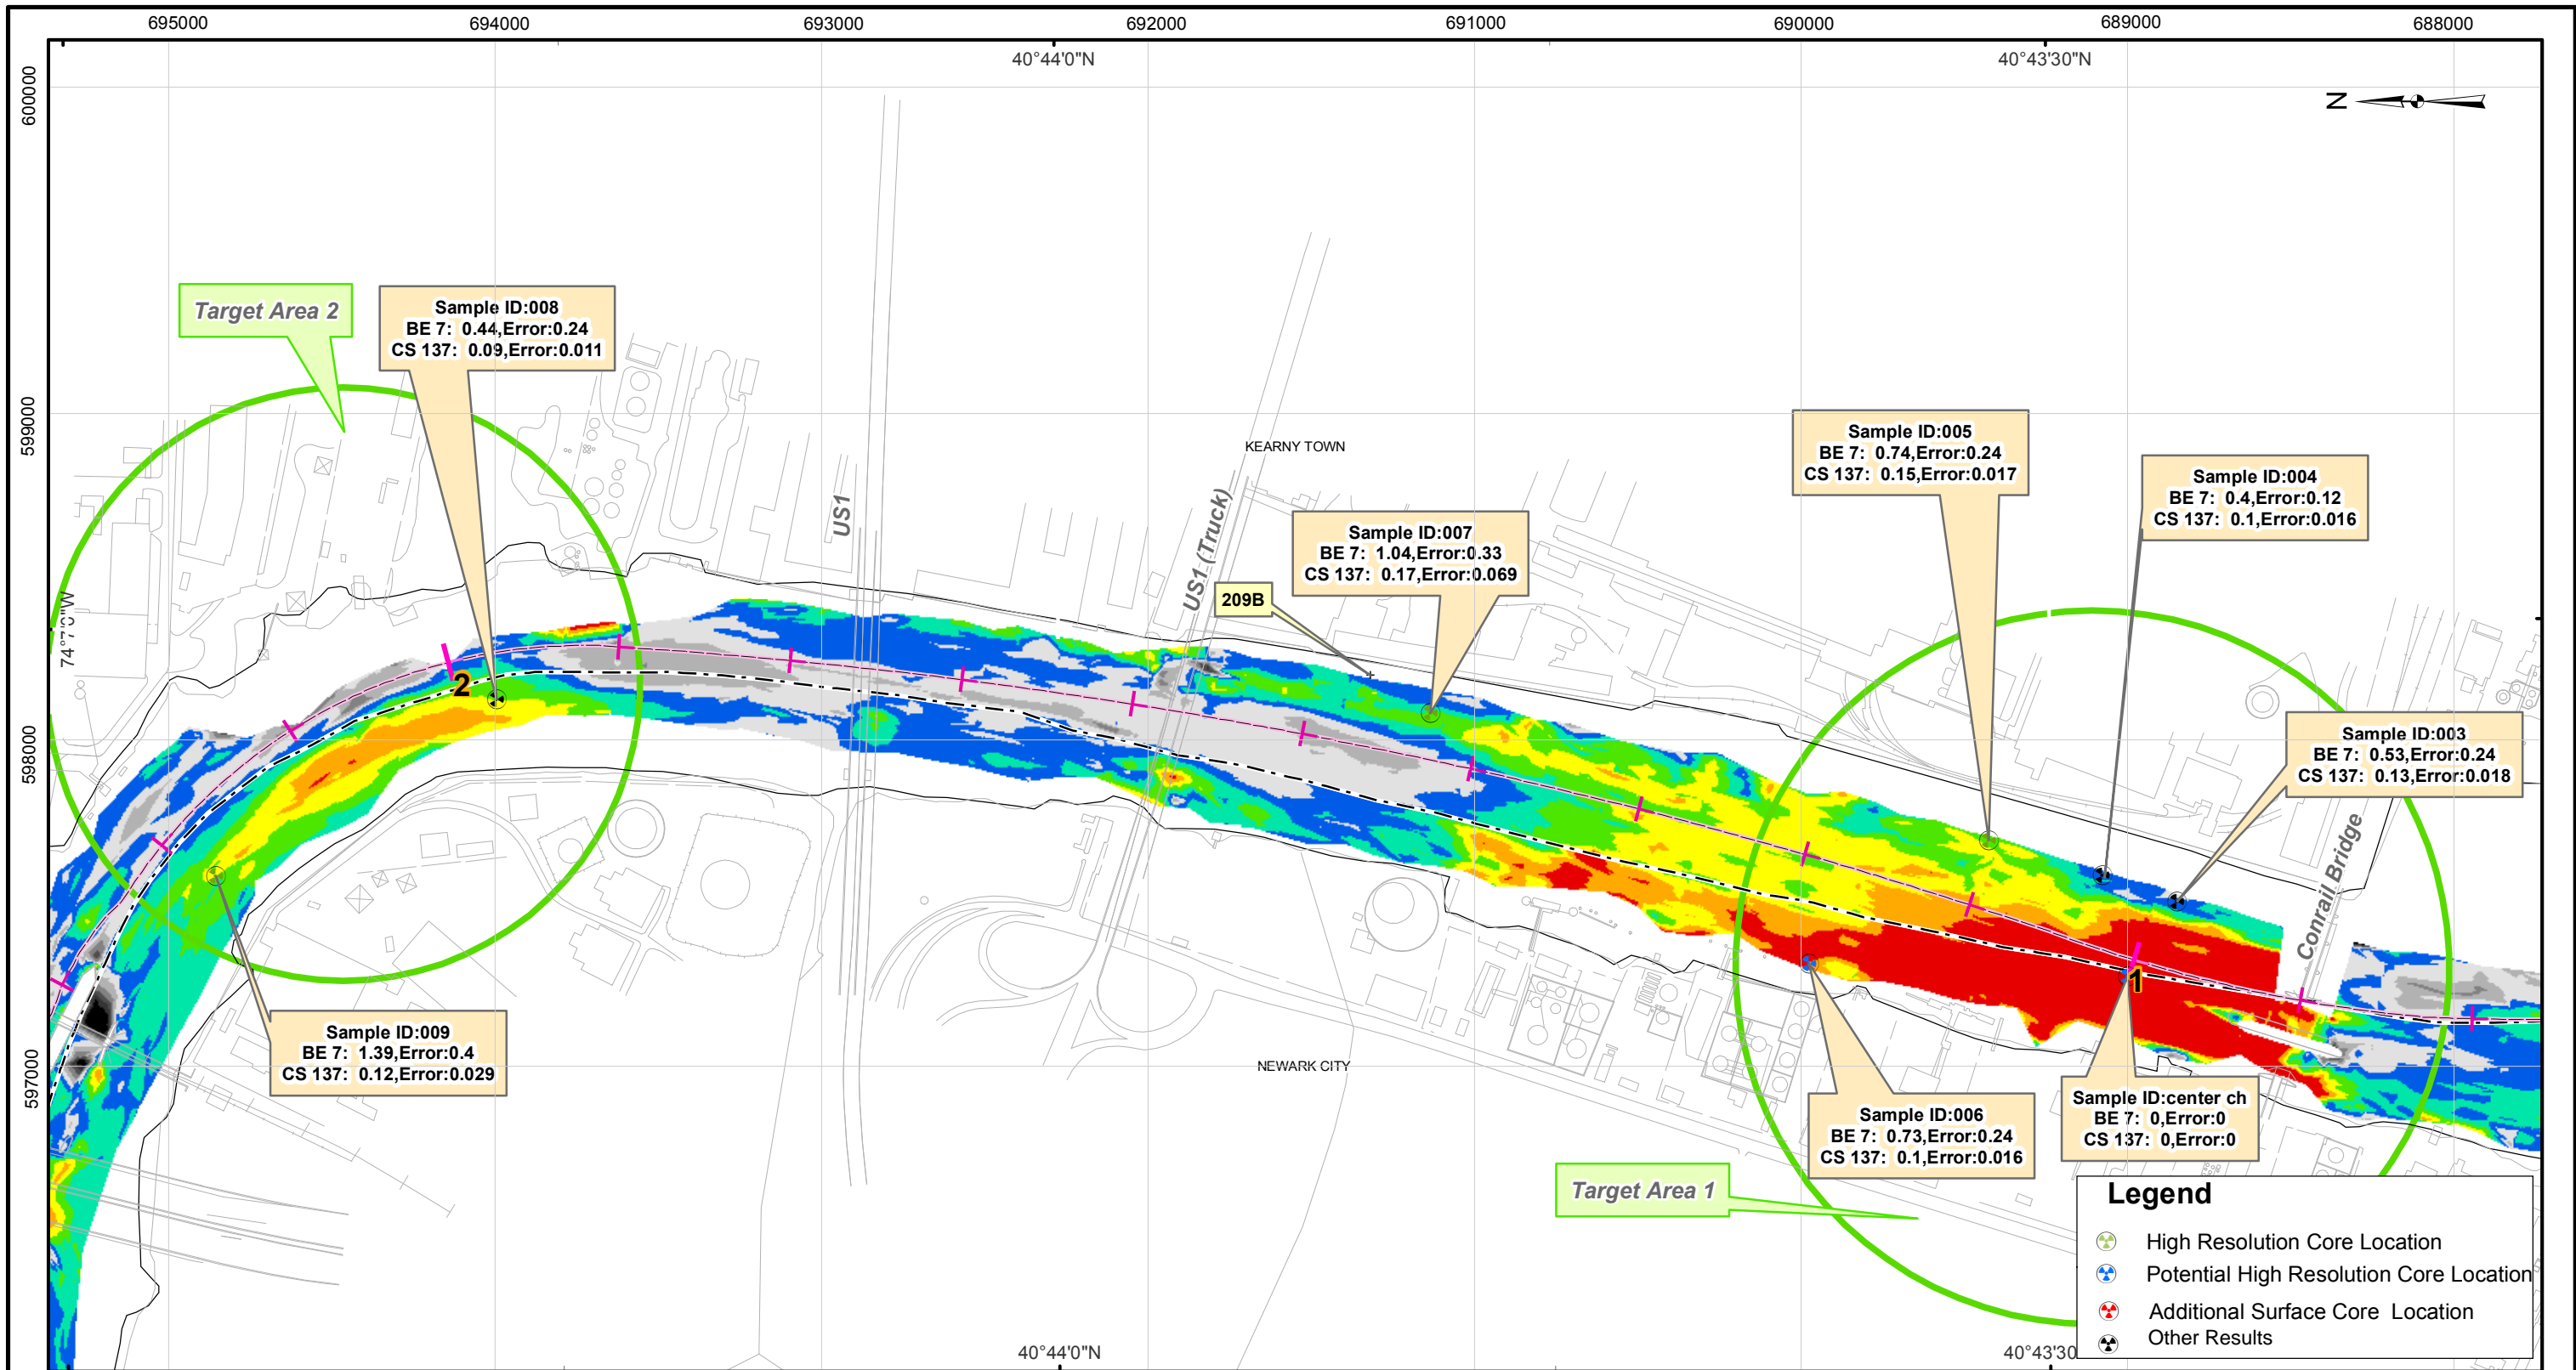 695000 694000 693000 692000 691000 690000 689000 688000
40°44'0"N 40°43'30"N
600000
N
599000
598000
597000
74°7'0"W
Target Area 2
Sample ID:008
BE 7: 0.44,Error:0.24
CS 137: 0.09,Error:0.011
US1
US1 (Truck)
KEARNY TOWN
209B
Sample ID:007
BE 7: 1.04,Error:0.33
CS 137: 0.17,Error:0.069
Sample ID:005
BE 7: 0.74,Error:0.24
CS 137: 0.15,Error:0.017
Sample ID:004
BE 7: 0.4,Error:0.12
CS 137: 0.1,Error:0.016
Sample ID:003
BE 7: 0.53,Error:0.24
CS 137: 0.13,Error:0.018
Conrail Bridge
2
1
Sample ID:009
BE 7: 1.39,Error:0.4
CS 137: 0.12,Error:0.029
NEWARK CITY
Sample ID:006
BE 7: 0.73,Error:0.24
CS 137: 0.1,Error:0.016
Sample ID:center ch
BE 7: 0,Error:0
CS 137: 0,Error:0
Target Area 1
Legend
High Resolution Core Location
Potential High Resolution Core Location
Additional Surface Core Location
Other Results
40°44'0"N 40°43'30